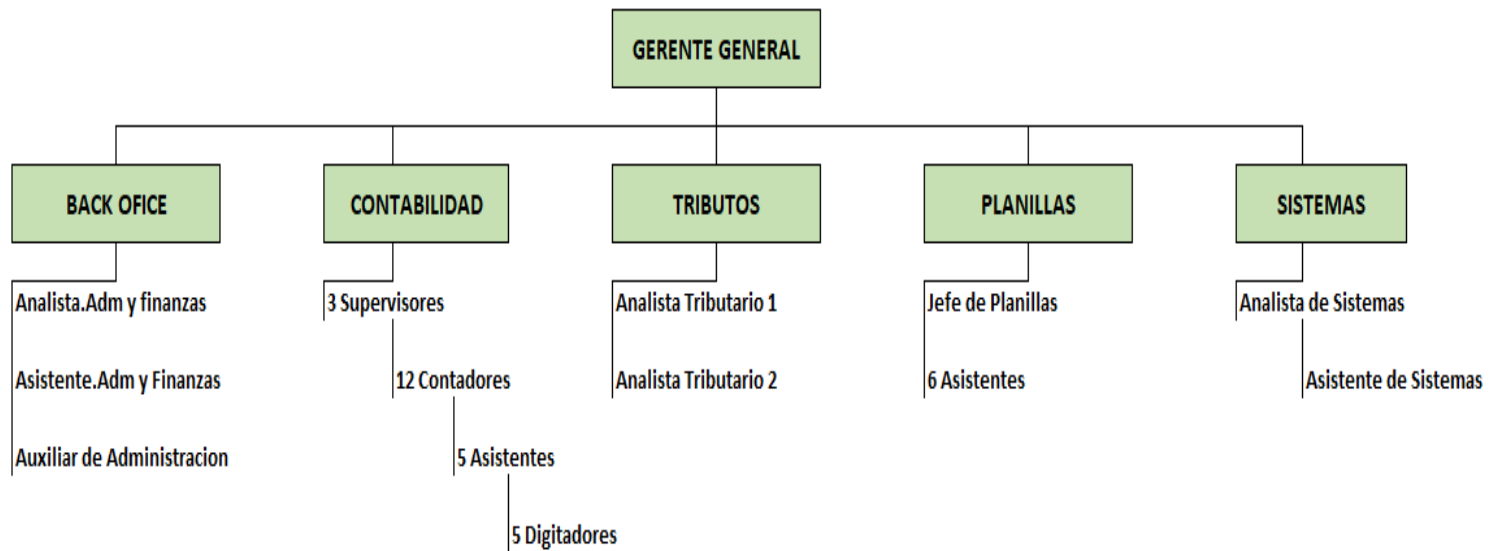 GERENTE GENERAL
BACK OFICE
CONTABILIDAD
TRIBUTOS
PLANILLAS
SISTEMAS
Analista.Adm y finanzas
3 Supervisores
Analista Tributario 1
Jefe de Planillas
Analista de Sistemas
Asistente.Adm y Finanzas
12 Contadores
Analista Tributario 2
6 Asistentes
Asistente de Sistemas
Auxiliar de Administracion
5 Asistentes
5 Digitadores